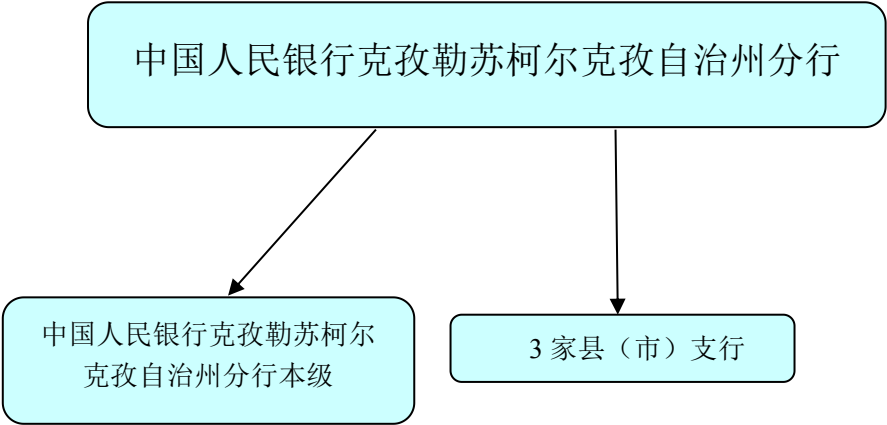 中国人民银行克孜勒苏柯尔克孜自治州分行
中国人民银行克孜勒苏柯尔
克孜自治州分行本级
3 家县（市）支行